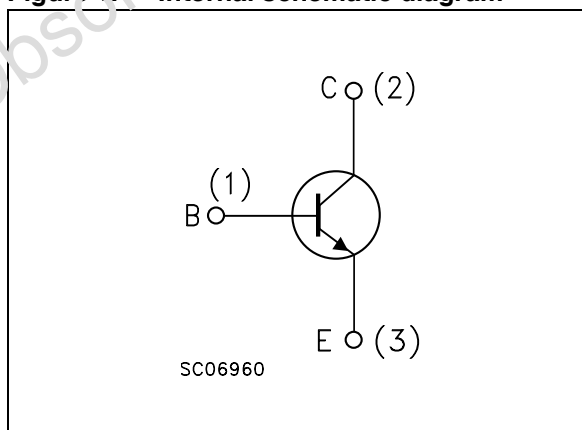 Internal schematic diagram
C (2)
(1)
B
E (3)
SC06960